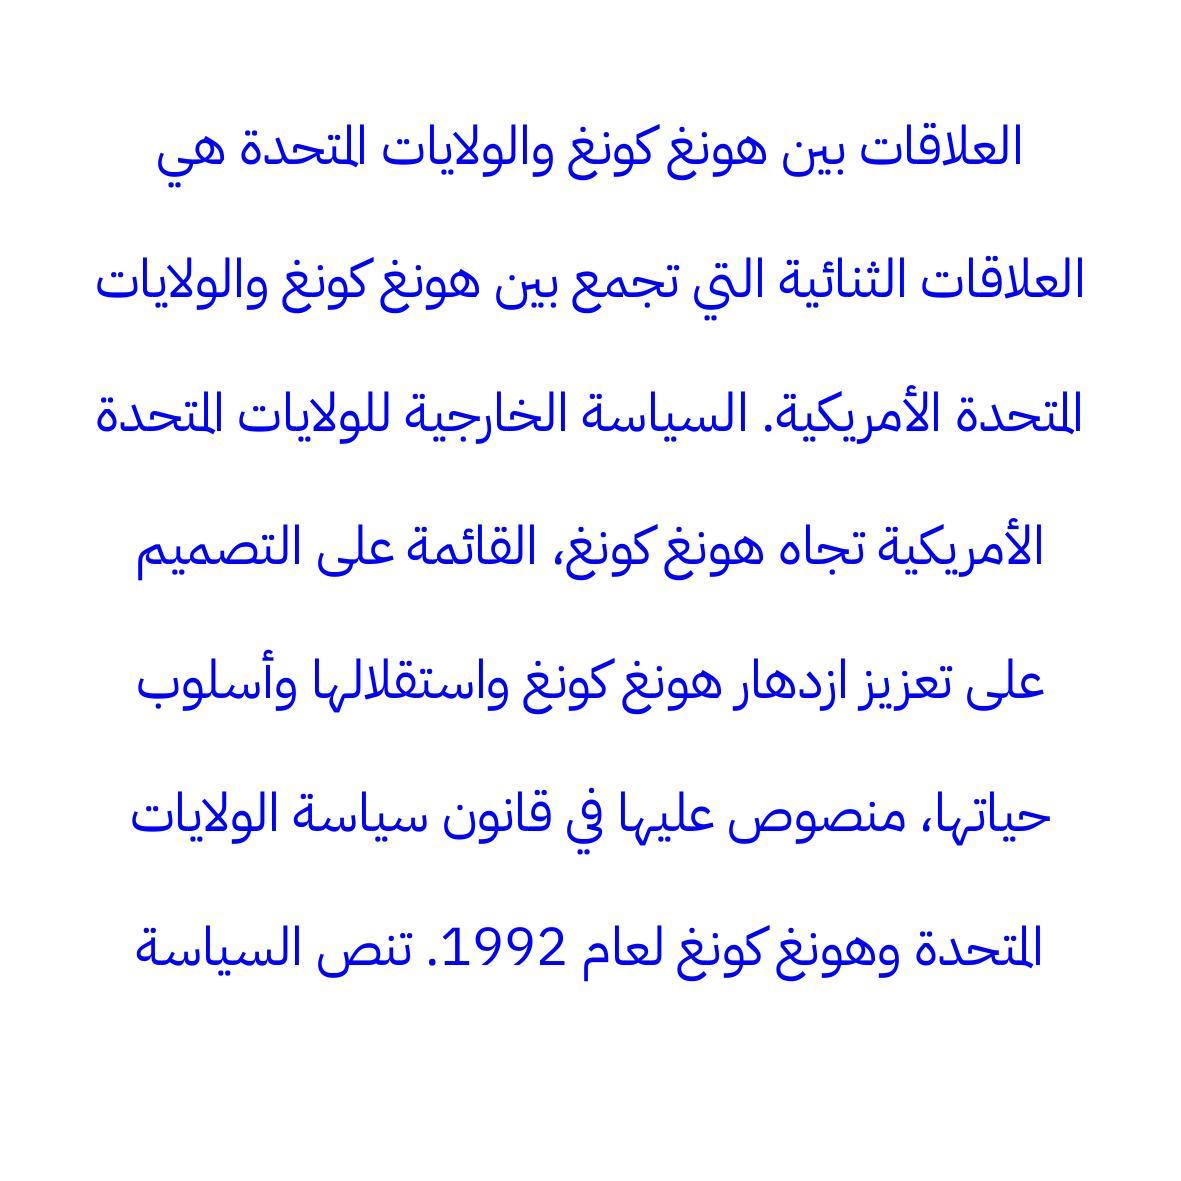 العلاقات بين هونغ كونغ والولايات المتحدة هي
العلاقات الثنائية التي تجمع بين هونغ كونغ والولايات
المتحدة الأمريكية. السياسة الخارجية للولايات المتحدة
الأمريكية تجاه هونغ كونغ، القائمة على التصميم
على تعزيز ازدهار هونغ كونغ واستقلالها وأسلوب
حياتها، منصوص عليها في قانون سياسة الولايات
المتحدة وهونغ كونغ لعام 1992. تنص السياسة